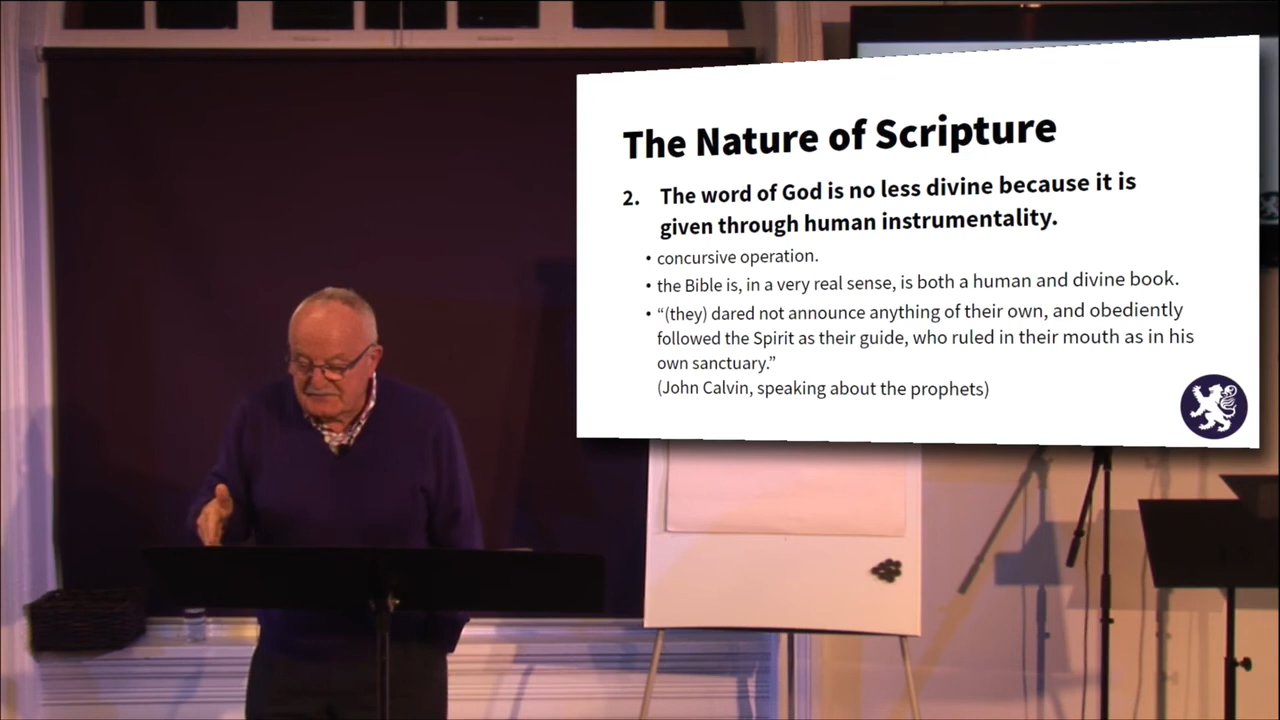 The Nature of Scripture
2. The word of God is no less divine because it is
given through human instrumentality.
• concursive operation.
• the Bible is, in a very real sense, is both a human and divine book.
• “(they) dared not announce anything of their own, and obediently
followed the Spirit as their guide, who ruled in their mouth as in his
own sanctuary.”
(John Calvin, speaking about the prophets)